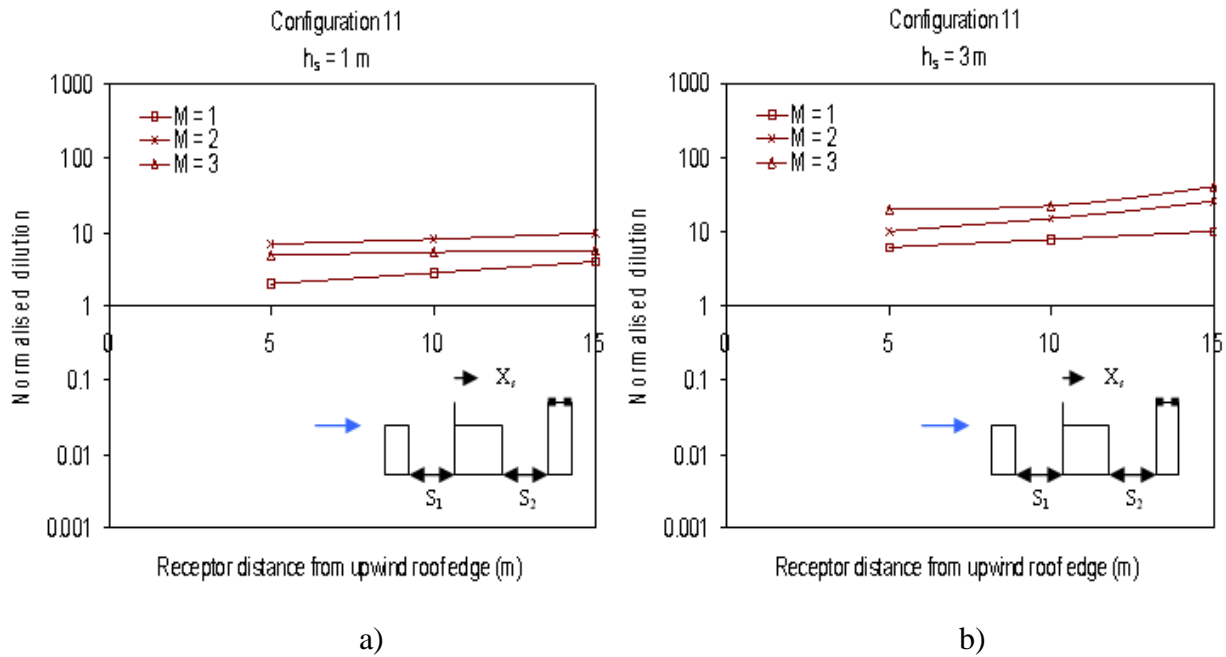 Configuration 11
hₛ = 1 m
1000
100
10
1
0.1
0.01
0.001
Normalised dilution
M = 1
M = 2
M = 3
0
5
10
15
Xᵣ
S₁
S₂
Receptor distance from upwind roof edge (m)
a)
Configuration 11
hₛ = 3 m
1000
100
10
1
0.1
0.01
0.001
Normalised dilution
M = 1
M = 2
M = 3
0
5
10
15
Xᵣ
S₁
S₂
Receptor distance from upwind roof edge (m)
b)